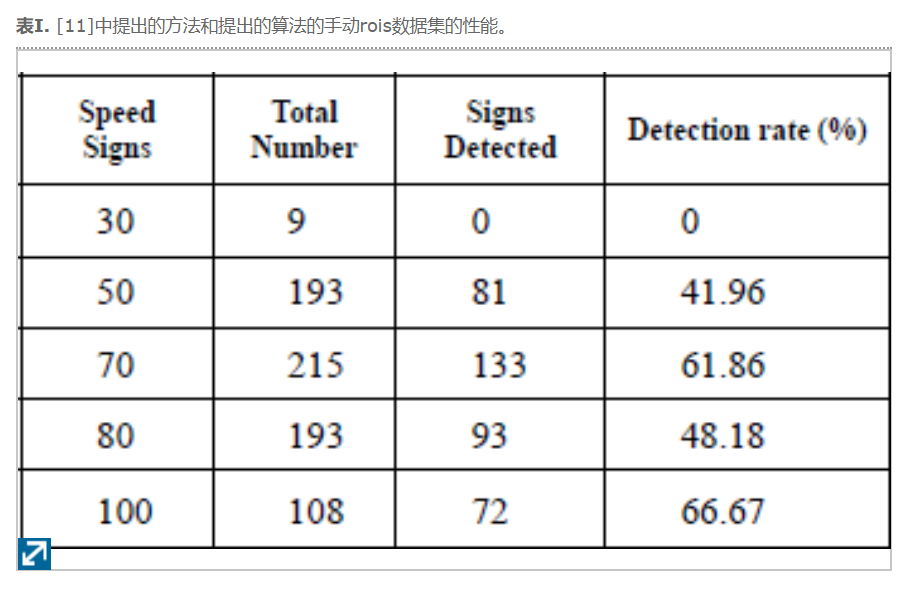 表I. [11]中提出的方法和提出的算法的手动rois数据集的性能。
Speed Signs Total Number Signs Detected Detection rate (%)
30 9 0 0
50 193 81 41.96
70 215 133 61.86
80 193 93 48.18
100 108 72 66.67